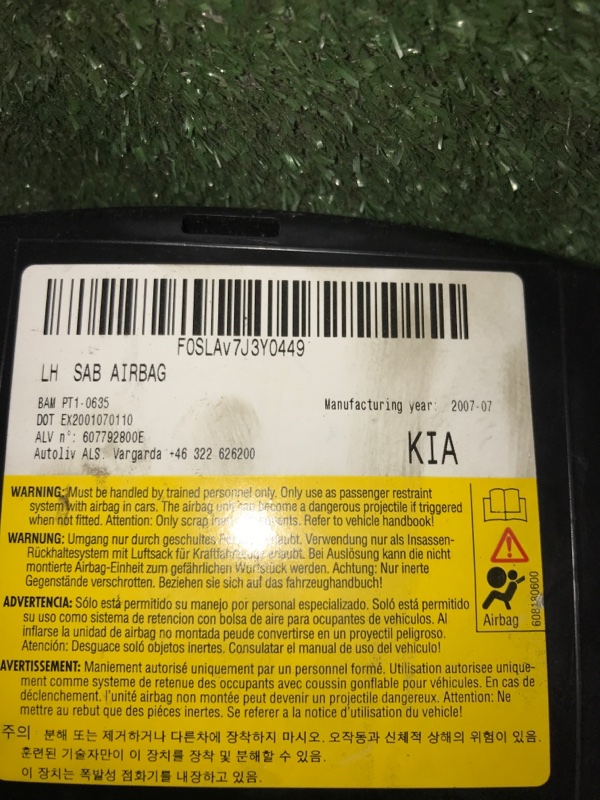 F0SLAv7J3Y0449
LH SAB AIRBAG
BAM PT1-0635
Manufacturing year: 2007-07
DOT EX2001070110
ALV n°: 607792800E
KIA
Autoliv ALS. Vargarda +46 322 626200
WARNING: Must be handled by trained personnel only. Only use as passenger restraint
system with airbag in cars. The airbag unit can become a dangerous projectile if triggered
when not fitted. Attention: Only scrap inert components. Refer to vehicle handbook!
WARNUNG: Umgang nur durch geschultes erlaubt. Verwendung nur als Insassen-
Rückhaltesystem mit Luftsack für Kraftfahrzeuge erlaubt. Bei Auslösung kann die nicht
montierte Airbag-Einheit zum gefährlichen Wurfstück werden. Achtung: Nur inerte
Gegenstände verschrotten. Beziehen sie sich auf das fahrzeughandbuch!
ADVERTENCIA: Sólo está permitido su manejo por personal especializado. Soló está permitido
su uso como sistema de retencion con bolsa de aire para ocupantes de vehículos. Al
inflarse la unidad de airbag no montada peude convertirse en un proyectil peligroso.
Atención: Desguace soló objetos inertes. Consulatar el manual de uso del vehículo!
AVERTISSEMENT: Maniement autorisé uniquement par un personnel formé. Utilisation autorisee unique-
ment comme systeme de retenue des occupants avec coussin gonflable pour véhicules. En cas de
déclenchement. l'unité airbag non montée peut devenir un projectile dangereux. Attention: Ne
mettre au rebut que des piéces inertes. Se referer a la notice d'utilisation du vehicule!
Airbag
608180600
주의: 분해 또는 제거하거나 다른차에 장착하지 마시오. 오작동과 신체적 상해의 위험이 있음.
훈련된 기술자만이 이 장치를 장착 및 분해할 수 있음.
이 장치는 폭발성 점화기를 내장하고 있음.